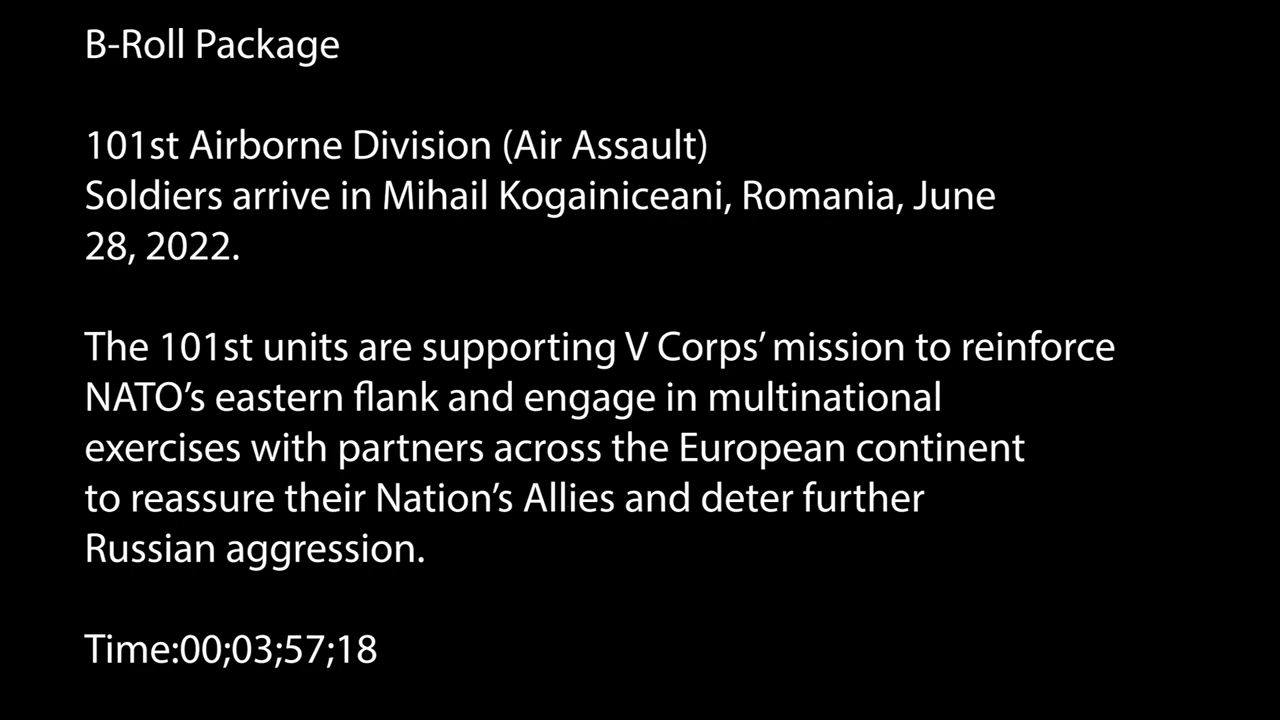 B-Roll Package
101st Airborne Division (Air Assault)
Soldiers arrive in Mihail Kogainiceani, Romania, June
28, 2022.
The 101st units are supporting V Corps’ mission to reinforce
NATO’s eastern flank and engage in multinational
exercises with partners across the European continent
to reassure their Nation’s Allies and deter further
Russian aggression.
Time:00;03;57;18